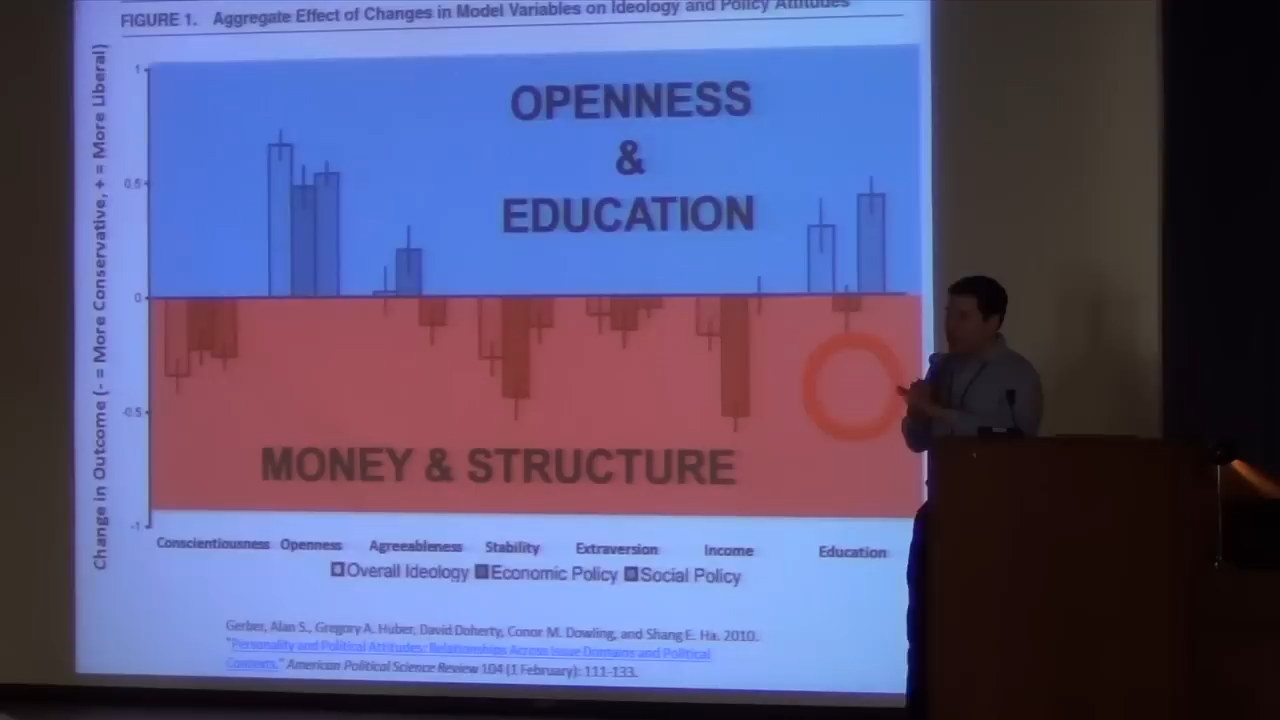 FIGURE 1. Aggregate Effect of Changes in Model Variables on Ideology and Policy Attitudes
Change in Outcome (- = More Conservative, + = More Liberal)
1
0.5
0
-0.5
-1
OPENNESS
&
EDUCATION
MONEY & STRUCTURE
Conscientiousness Openness Agreeableness Stability Extraversion Income Education
Overall Ideology Economic Policy Social Policy
Gerber, Alan S., Gregory A. Huber, David Doherty, Conor M. Dowling, and Shang E. Ha. 2010.
"Personality and Political Attitudes: Relationships Across Issue Domains and Political
Contexts." American Political Science Review 104 (1 February): 111-133.